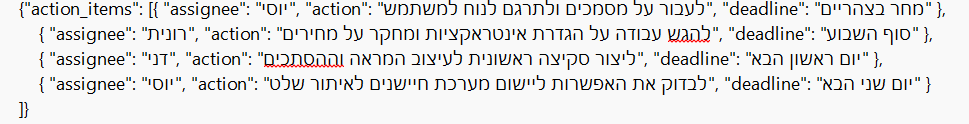 {"action_items": [{ "assignee": "יוסי", "action": "לעבור על מסמכים ולתרגם לנוח למשתמש", "deadline": "מחר בצהריים" },
{ "assignee": "רונית", "action": "להגש עבודה על הגדרת אינטראקציות ומחקר על מחירים", "deadline": "סוף השבוע" },
{ "assignee": "דני", "action": "ליצור סקיצה ראשונית לעיצוב המראה וההסתכים", "deadline": "יום ראשון הבא" },
{ "assignee": "יוסי", "action": "לבדוק את האפשרות ליישום מערכת חיישנים לאיתור שלט", "deadline": "יום שני הבא" }
]}